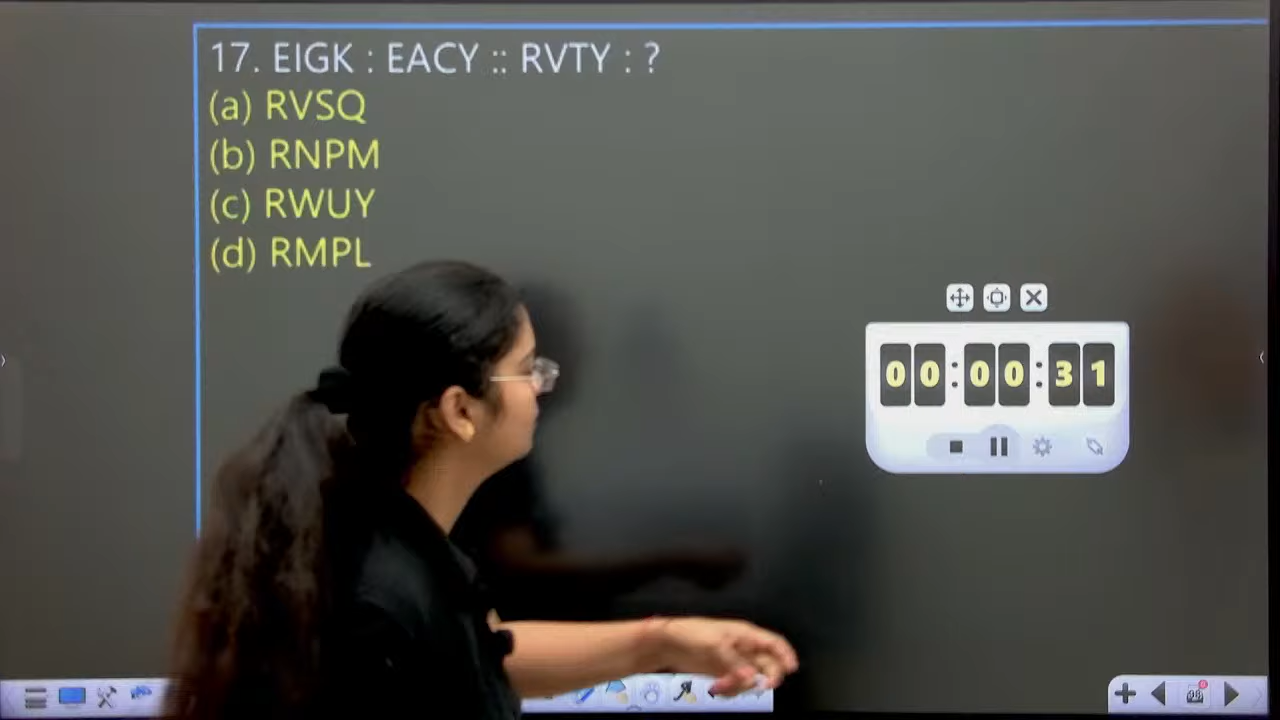 17. EIGK : EACY :: RVTY : ?
(a) RVSQ
(b) RNPM
(c) RWUY
(d) RMPL
00:00:31